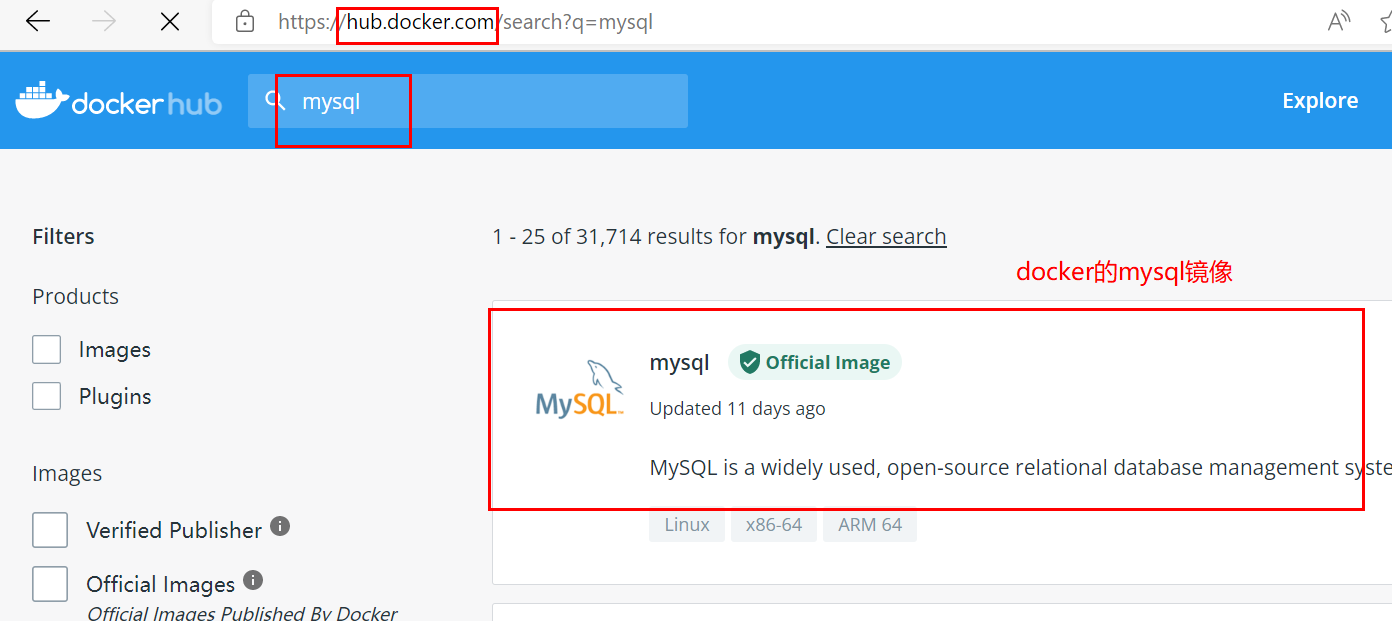 https://hub.docker.com/search?q=mysql
docker hub
mysql
Explore
Filters
1 - 25 of 31,714 results for mysql. Clear search
docker的mysql镜像
Products
Images
Plugins
mysql
Official Image
MySQL
Updated 11 days ago
MySQL is a widely used, open-source relational database management syste
Linux
x86-64
ARM 64
Images
Verified Publisher
Official Images
Official Images Published By Docker